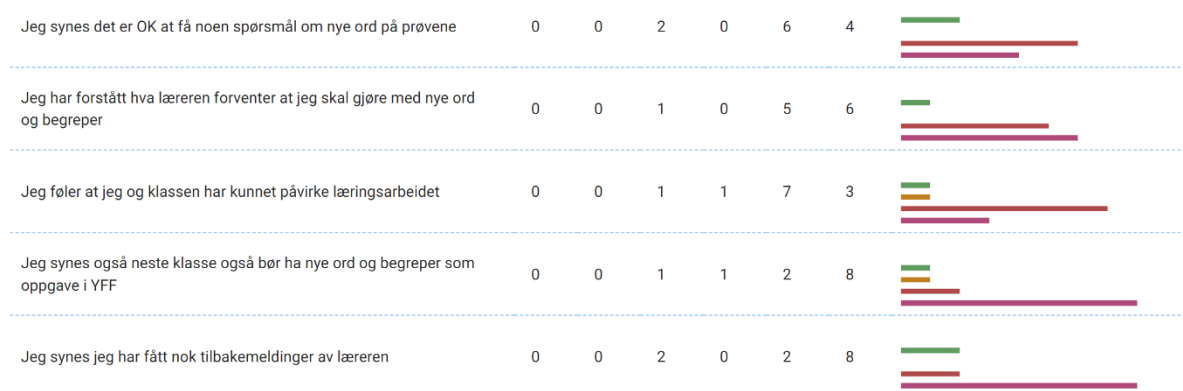 Jeg synes det er OK at få noen spørsmål om nye ord på prøvene 0 0 2 0 6 4
Jeg har forstått hva læreren forventer at jeg skal gjøre med nye ord
og begreper 0 0 1 0 5 6
Jeg føler at jeg og klassen har kunnet påvirke læringsarbeidet 0 0 1 1 7 3
Jeg synes også neste klasse også bør ha nye ord og begreper som
oppgave i YFF 0 0 1 1 2 8
Jeg synes jeg har fått nok tilbakemeldinger av læreren 0 0 2 0 2 8